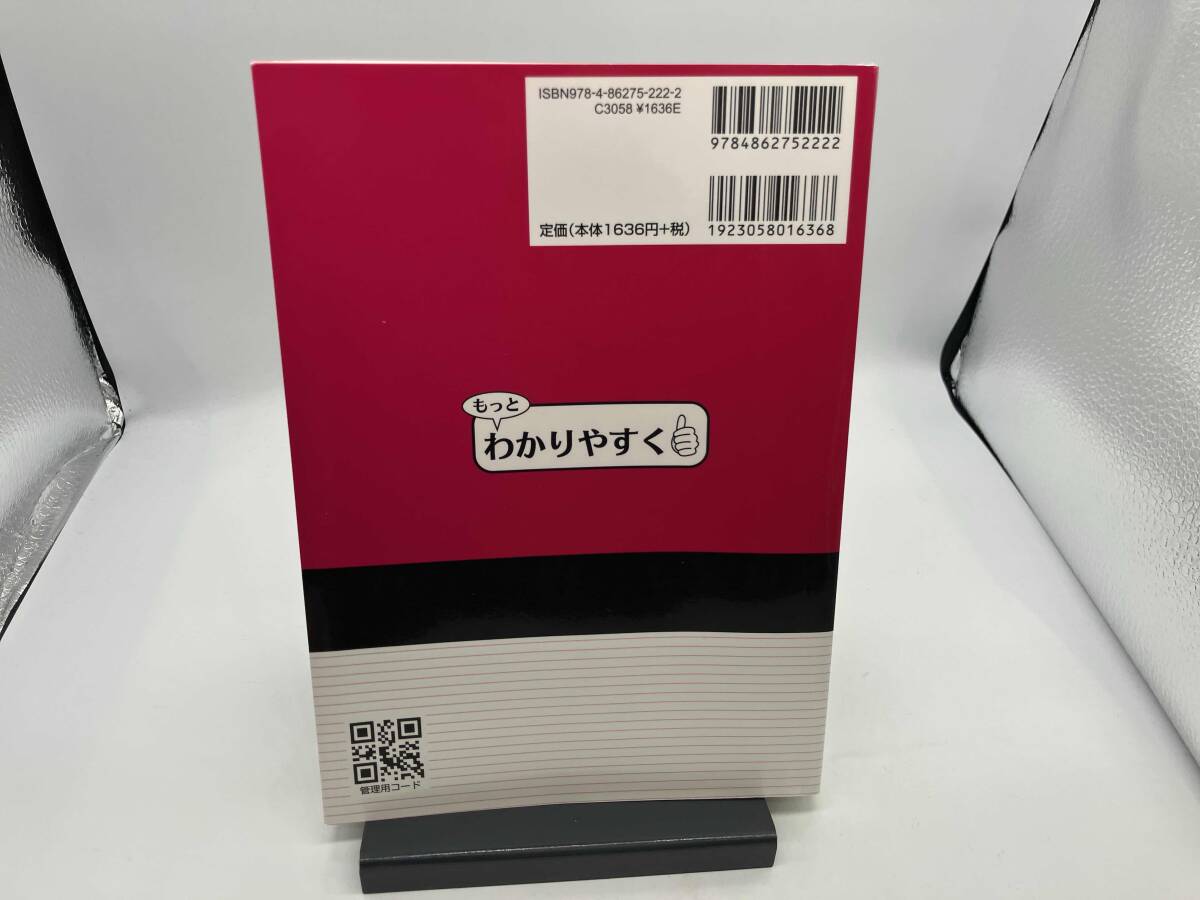 ISBN978-4-86275-222-2
C3058 ¥1636E
9784862752222
定価(本体1636円+税)
1923058016368
もっと
わかりやすく
管理用コード